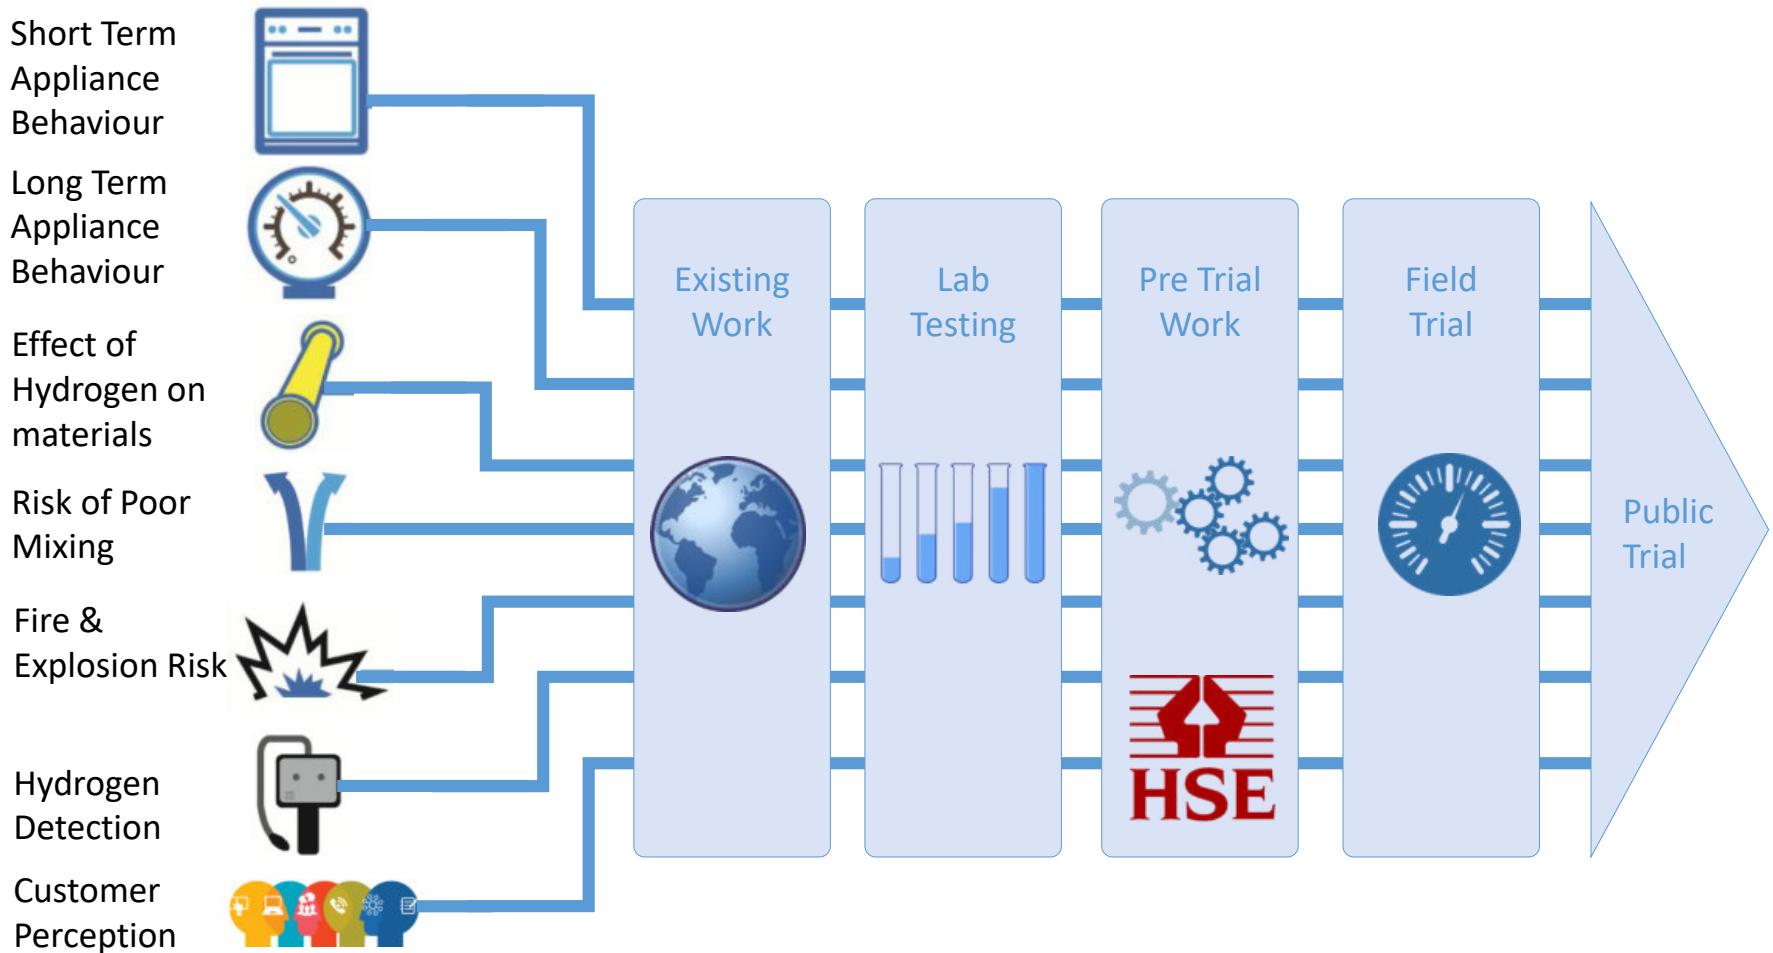 Short Term
Appliance
Behaviour
Long Term
Appliance
Behaviour
Effect of
Hydrogen on
materials
Risk of Poor
Mixing
Fire &
Explosion Risk
Hydrogen
Detection
Customer
Perception
Existing
Work
Lab
Testing
Pre Trial
Work
HSE
Field
Trial
Public
Trial